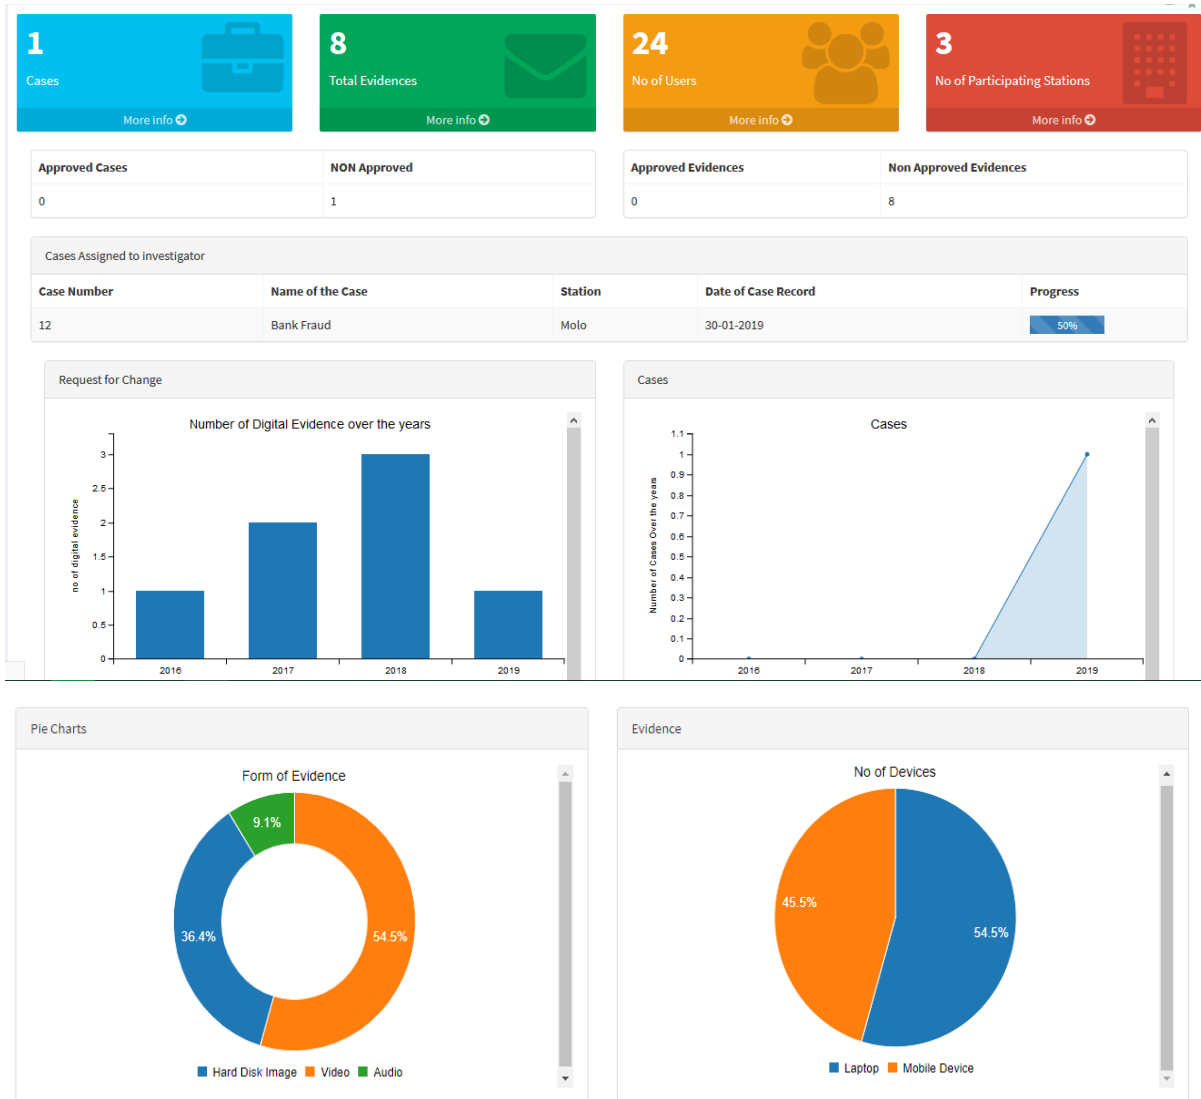 1
Cases
More info
8
Total Evidences
More info
24
No of Users
More info
3
No of Participating Stations
More info
Approved Cases NON Approved
0 1
Approved Evidences Non Approved Evidences
0 8
Cases Assigned to investigator
Case Number Name of the Case Station Date of Case Record Progress
12 Bank Fraud Molo 30-01-2019 50%
Request for Change
Number of Digital Evidence over the years
no of digital evidence
3
2.5
2
1.5
1
0.5
0
2016 2017 2018 2019
Cases
Cases
Number of Cases Over the years
1.1
1
0.9
0.8
0.7
0.6
0.5
0.4
0.3
0.2
0.1
0
2016 2017 2018 2019
Pie Charts
Form of Evidence
9.1%
36.4% 54.5%
Hard Disk Image Video Audio
Evidence
No of Devices
45.5%
54.5%
Laptop Mobile Device